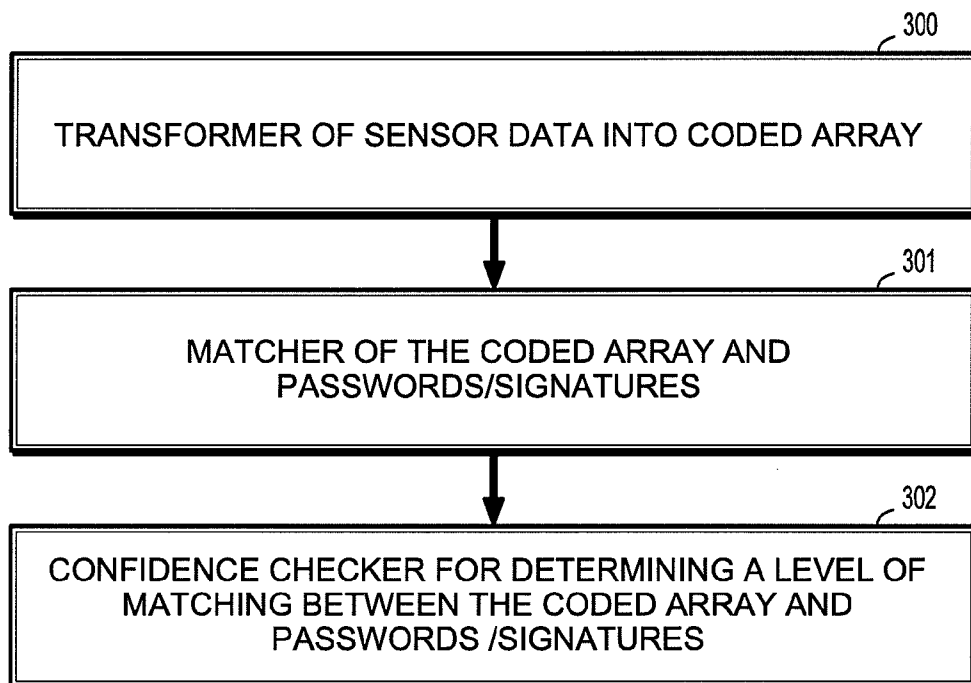 300
TRANSFORMER OF SENSOR DATA INTO CODED ARRAY
301
MATCHER OF THE CODED ARRAY AND
PASSWORDS/SIGNATURES
302
CONFIDENCE CHECKER FOR DETERMINING A LEVEL OF
MATCHING BETWEEN THE CODED ARRAY AND
PASSWORDS /SIGNATURES